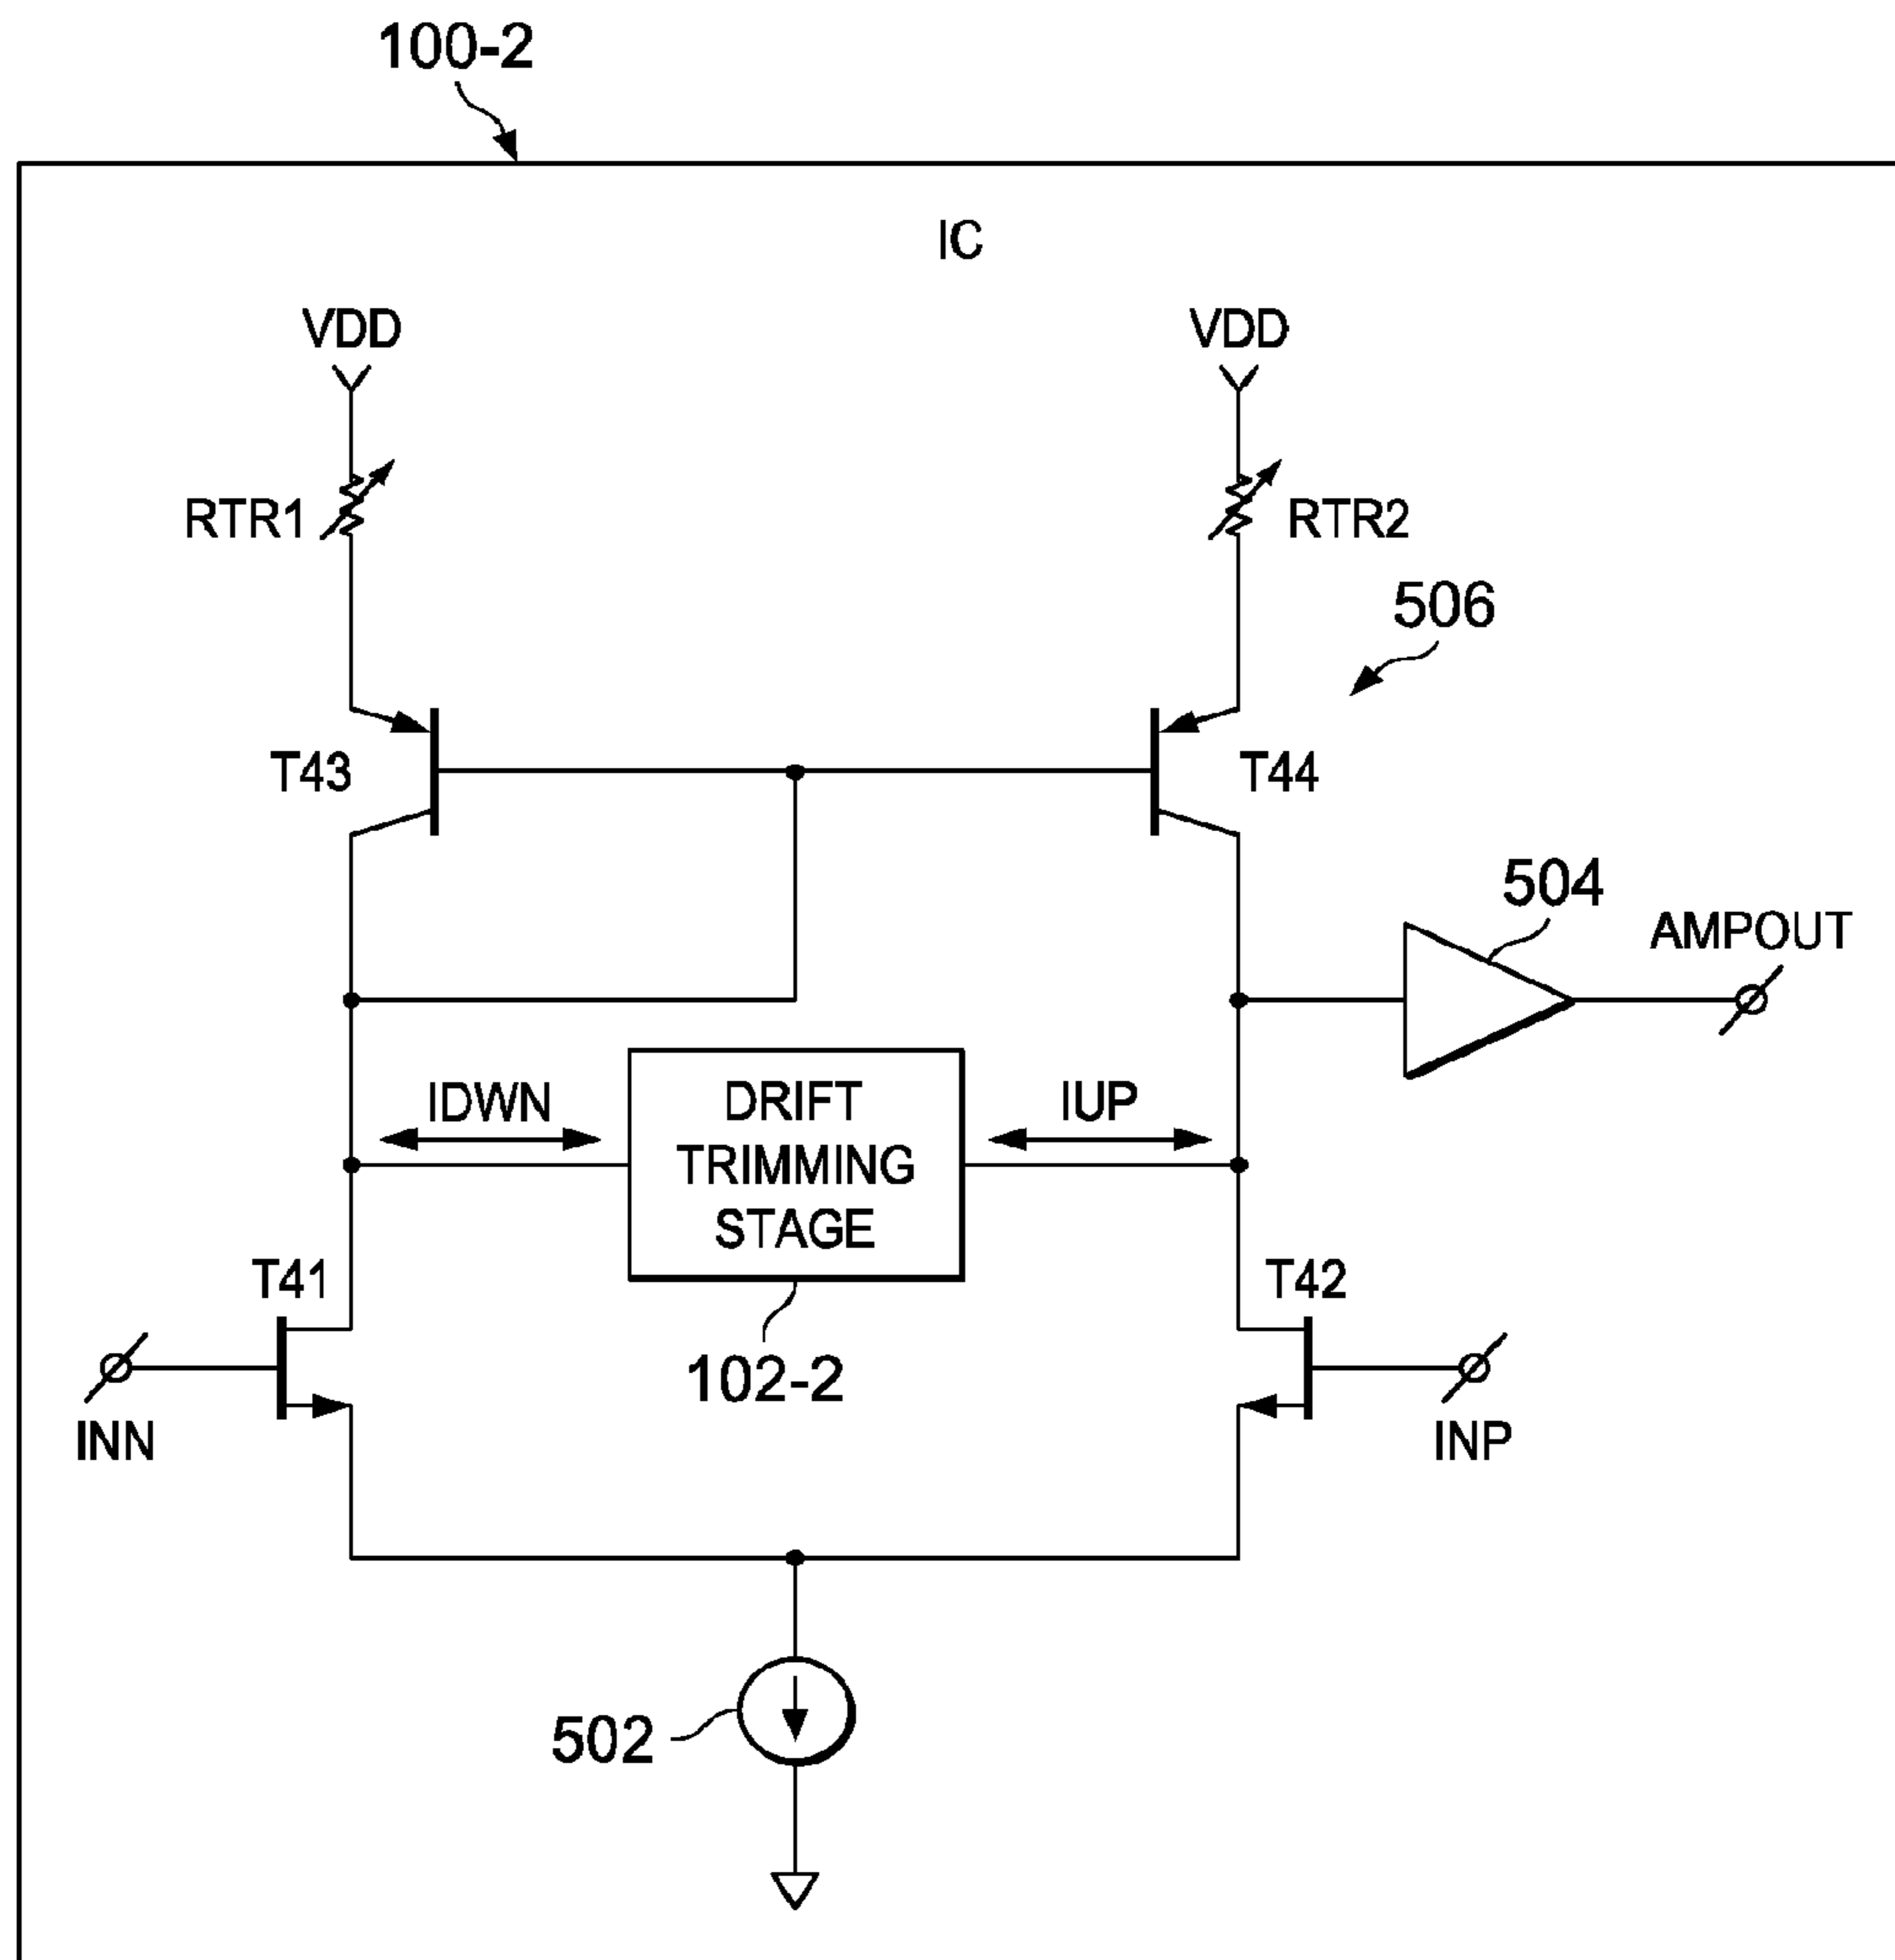 100-2
IC
VDD
VDD
RTR1
RTR2
506
T43
T44
504
AMPOUT
IDWN
DRIFT
TRIMMING
STAGE
IUP
T41
T42
102-2
INN
INP
502